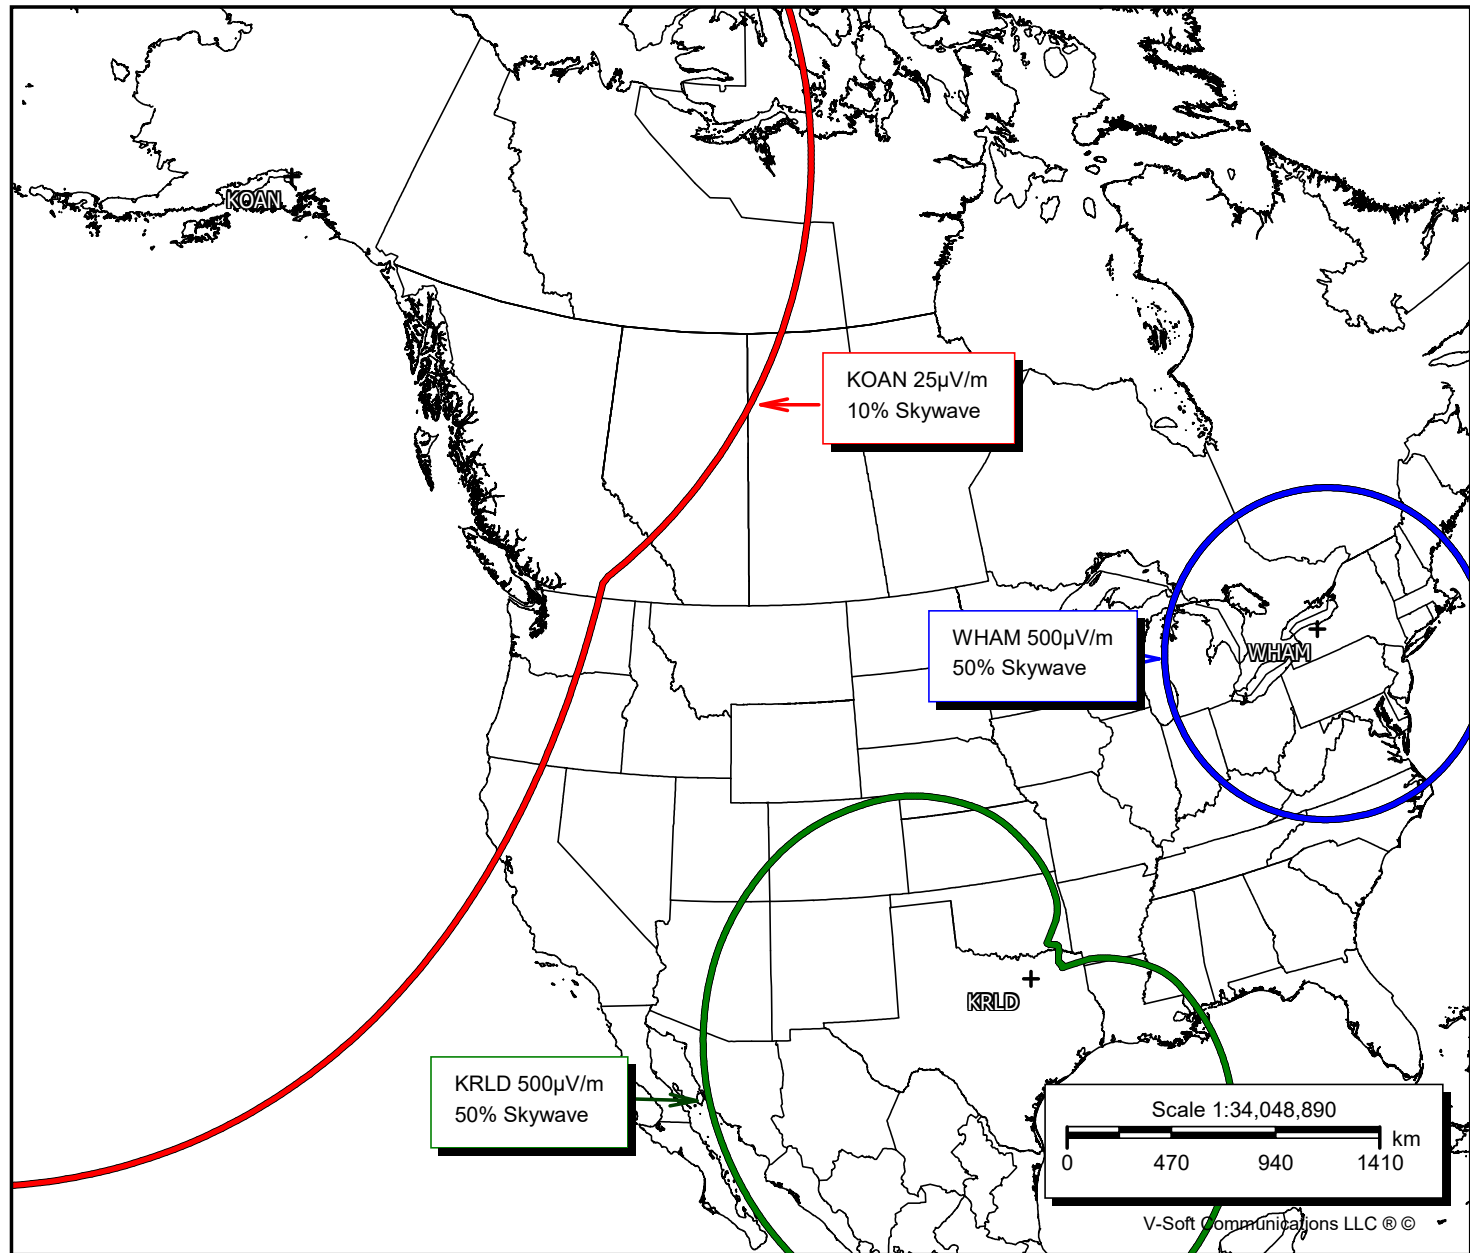 KOAN
KOAN 25µV/m
10% Skywave
WHAM 500µV/m
50% Skywave
WHAM
KRLD
KRLD 500µV/m
50% Skywave
Scale 1:34,048,890
km
0 470 940 1410
V-Soft Communications LLC ® ©